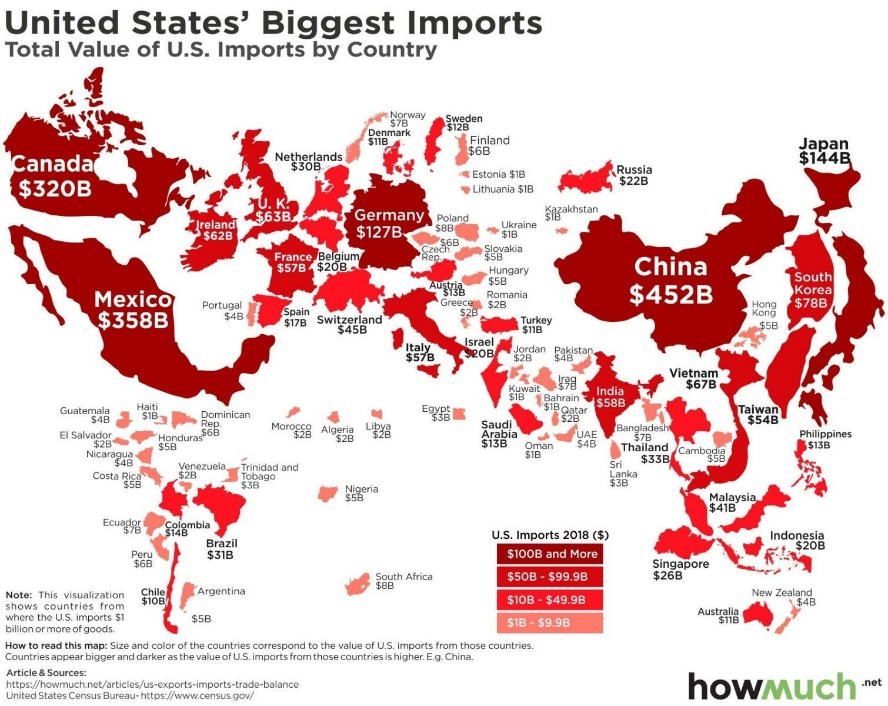 United States' Biggest Imports
Total Value of U.S. Imports by Country
Canada
$320B
Mexico
$358B
Netherlands
$30B
Norway
$7B
Denmark
$11B
Sweden
$12B
Finland
$6B
Estonia $1B
Lithuania $1B
Russia
$22B
Kazakhstan
$1B
Japan
$144B
Ireland
$62B
U. K.
$63B
Germany
$127B
Poland
$8B
Ukraine
$1B
$6B
Czech
Rep.
Slovakia
$5B
Hungary
$5B
France
$57B
Belgium
$20B
Austria
$13B
Romania
$2B
Greece
$2B
Portugal
$4B
Spain
$17B
Switzerland
$45B
Italy
$57B
Turkey
$11B
Israel
$20B
Jordan
$2B
Pakistan
$4B
Iraq
$7B
Kuwait
$1B
Bahrain
$1B
Qatar
$2B
UAE
$4B
Oman
$1B
Saudi
Arabia
$13B
Egypt
$3B
India
$58B
Sri
Lanka
$3B
Bangladesh
$7B
China
$452B
South
Korea
$78B
Hong
Kong
$5B
Vietnam
$67B
Taiwan
$54B
Thailand
$33B
Cambodia
$5B
Philippines
$13B
Malaysia
$41B
Singapore
$26B
Indonesia
$20B
Australia
$11B
New Zealand
$4B
Guatemala
$4B
Haiti
$1B
Dominican
Rep.
$6B
El Salvador
$2B
Honduras
$5B
Nicaragua
$4B
Costa Rica
$5B
Venezuela
$2B
Trinidad and
Tobago
$3B
Morocco
$2B
Algeria
$2B
Libya
$2B
Nigeria
$5B
South Africa
$8B
Ecuador
$7B
Colombia
$14B
Brazil
$31B
Peru
$6B
Chile
$10B
Argentina
$5B
U.S. Imports 2018 ($)
$100B and More
$50B - $99.9B
$10B - $49.9B
$1B - $9.9B
Note: This visualization
shows countries from
where the U.S. imports $1
billion or more of goods.
How to read this map: Size and color of the countries correspond to the value of U.S. imports from those countries.
Countries appear bigger and darker as the value of U.S. imports from those countries is higher. E.g. China.
Article & Sources:
https://howmuch.net/articles/us-exports-imports-trade-balance
United States Census Bureau- https://www.census.gov/
howmuch.net